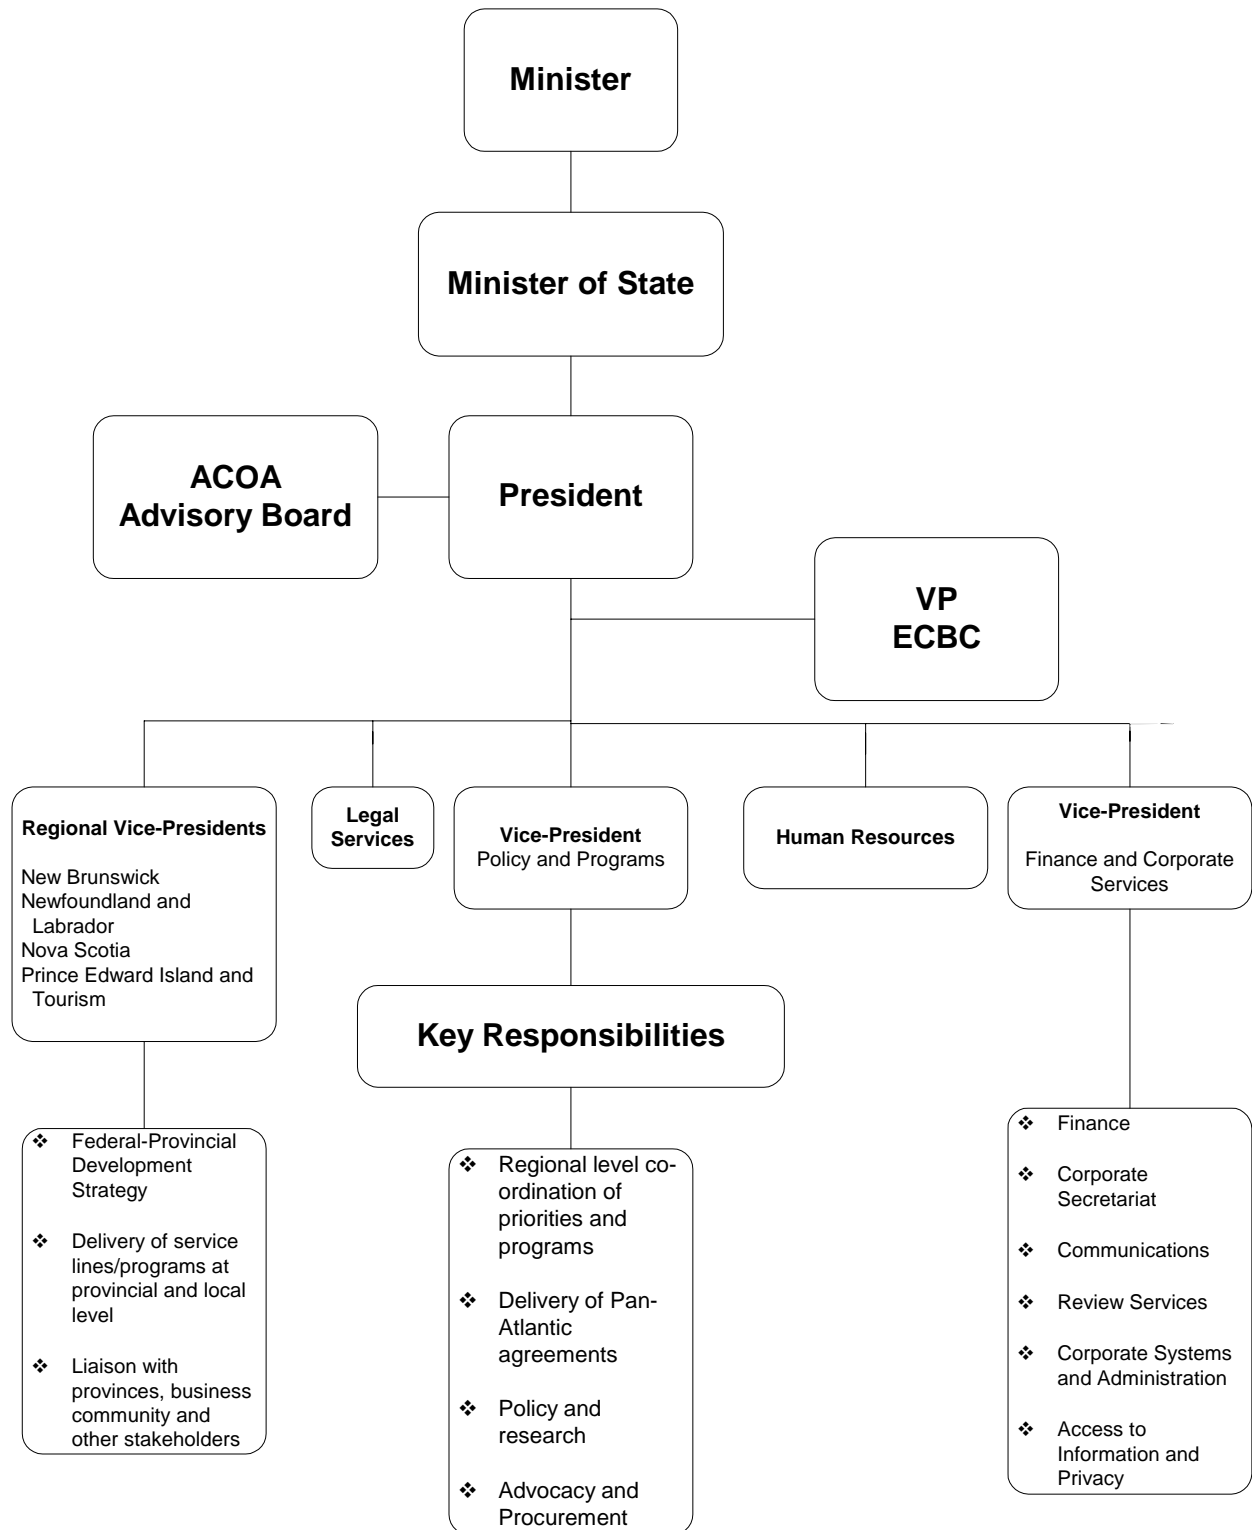 Minister
Minister of State
ACOA
Advisory Board
President
VP
ECBC
Regional Vice-Presidents
New Brunswick
Newfoundland and
Labrador
Nova Scotia
Prince Edward Island and
Tourism
Legal
Services
Vice-President
Policy and Programs
Human Resources
Vice-President
Finance and Corporate
Services
Key Responsibilities
❖ Federal-Provincial
Development
Strategy
❖ Delivery of service
lines/programs at
provincial and local
level
❖ Liaison with
provinces, business
community and
other stakeholders
❖ Regional level co-
ordination of
priorities and
programs
❖ Delivery of Pan-
Atlantic
agreements
❖ Policy and
research
❖ Advocacy and
Procurement
❖ Finance
❖ Corporate
Secretariat
❖ Communications
❖ Review Services
❖ Corporate Systems
and Administration
❖ Access to
Information and
Privacy